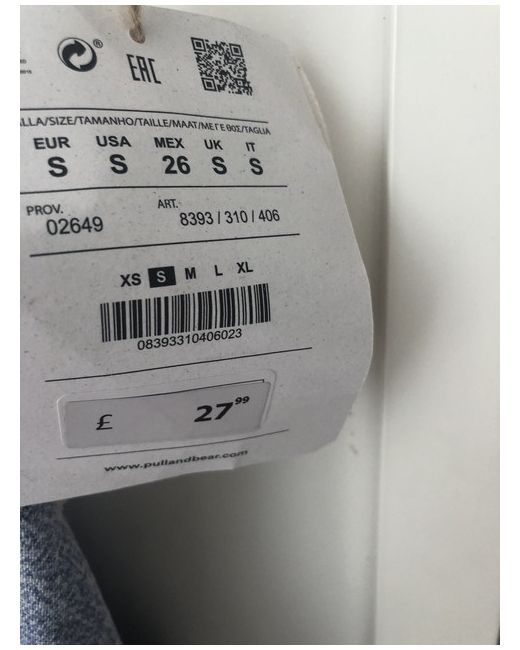 ®
EAC
LLA/SIZE/TAMANHO/TAILLE/MAAT/ΜΕΓΕΘΟΣ/TAGLIA
EUR USA MEX UK IT
S S 26 S S
PROV. ART.
02649 8393 / 310 / 406
XS S M L XL
08393310406023
£ 27⁹⁹
www.pullandbear.com